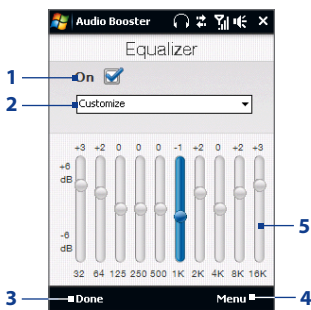 Audio Booster
Equalizer
1 On
2 Customize
+3 +2 0 0 0 -1 +2 0 +2 +3
+6
dB
5
-6
dB
32 64 125 250 500 1K 2K 4K 8K 16K
3 Done Menu 4